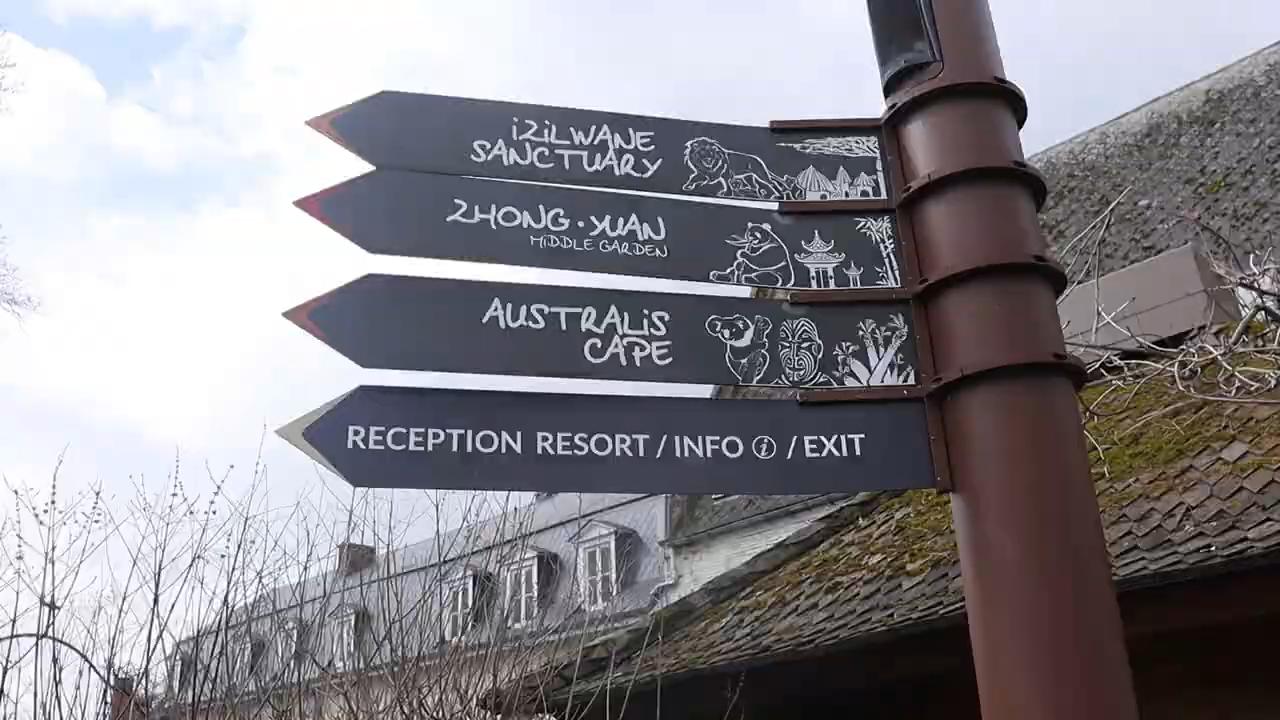 iZiLWANE
SANCTUARY
ZHONG·YUAN
MiDDLE GARDEN
AUSTRALiS
CAPE
RECEPTION RESORT / INFO i / EXIT